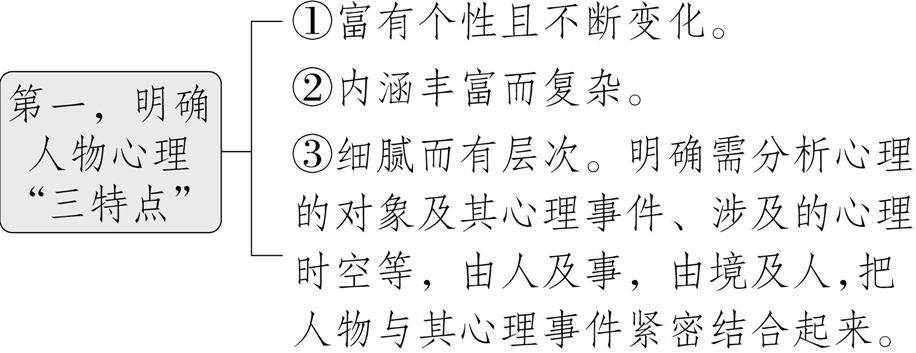 第一，明确
人物心理
“三特点”
①富有个性且不断变化。
②内涵丰富而复杂。
③细腻而有层次。明确需分析心理
的对象及其心理事件、涉及的心理
时空等，由人及事，由境及人,把
人物与其心理事件紧密结合起来。